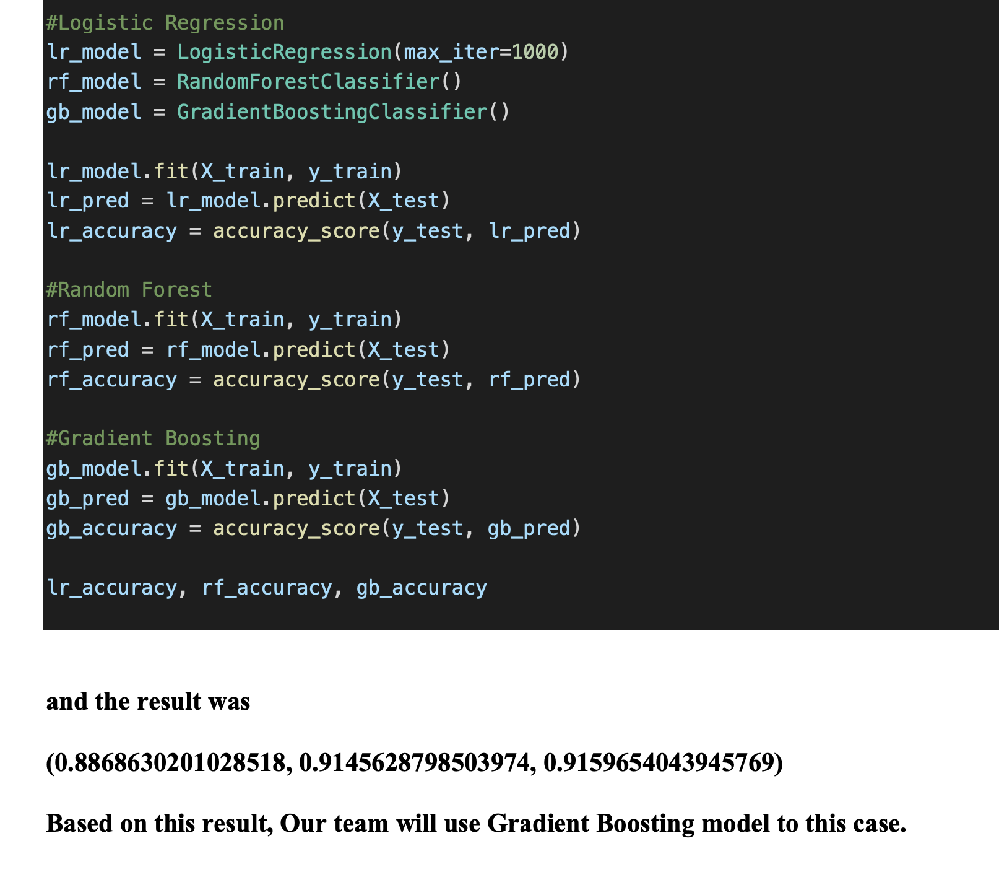 #Logistic Regression
lr_model = LogisticRegression(max_iter=1000)
rf_model = RandomForestClassifier()
gb_model = GradientBoostingClassifier()
lr_model.fit(X_train, y_train)
lr_pred = lr_model.predict(X_test)
lr_accuracy = accuracy_score(y_test, lr_pred)
#Random Forest
rf_model.fit(X_train, y_train)
rf_pred = rf_model.predict(X_test)
rf_accuracy = accuracy_score(y_test, rf_pred)
#Gradient Boosting
gb_model.fit(X_train, y_train)
gb_pred = gb_model.predict(X_test)
gb_accuracy = accuracy_score(y_test, gb_pred)
lr_accuracy, rf_accuracy, gb_accuracy
and the result was
(0.8868630201028518, 0.9145628798503974, 0.9159654043945769)
Based on this result, Our team will use Gradient Boosting model to this case.